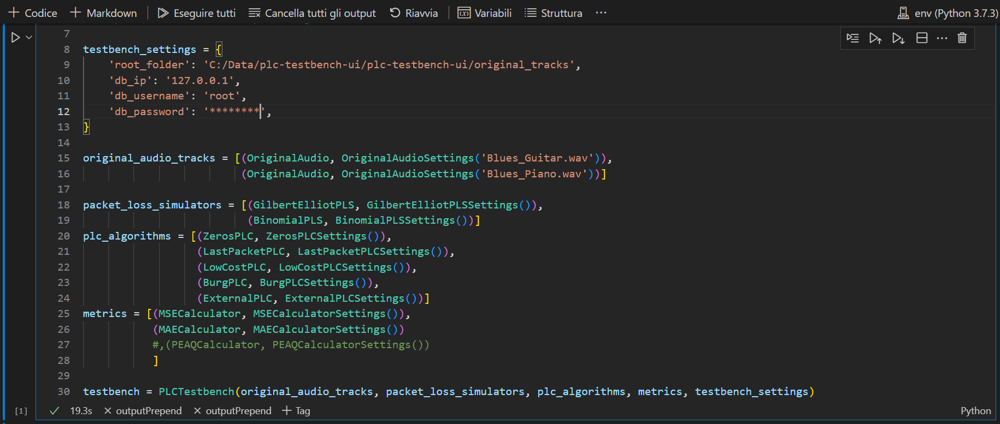 Codice Markdown Eseguire tutti Cancella tutti gli output Riavvia Variabili Struttura ··· env (Python 3.7.3)
7
8 testbench_settings = {
9 'root_folder': 'C:/Data/plc-testbench-ui/plc-testbench-ui/original_tracks',
10 'db_ip': '127.0.0.1',
11 'db_username': 'root',
12 'db_password': '********',
13 }
14
15 original_audio_tracks = [(OriginalAudio, OriginalAudioSettings('Blues_Guitar.wav')),
16 (OriginalAudio, OriginalAudioSettings('Blues_Piano.wav'))]
17
18 packet_loss_simulators = [(GilbertElliotPLS, GilbertElliotPLSSettings()),
19 (BinomialPLS, BinomialPLSSettings())]
20 plc_algorithms = [(ZerosPLC, ZerosPLCSettings()),
21 (LastPacketPLC, LastPacketPLCSettings()),
22 (LowCostPLC, LowCostPLCSettings()),
23 (BurgPLC, BurgPLCSettings()),
24 (ExternalPLC, ExternalPLCSettings())]
25 metrics = [(MSECalculator, MSECalculatorSettings()),
26 (MAECalculator, MAECalculatorSettings())
27 #,(PEAQCalculator, PEAQCalculatorSettings())
28 ]
29
30 testbench = PLCTestbench(original_audio_tracks, packet_loss_simulators, plc_algorithms, metrics, testbench_settings)
[1] 19.3s outputPrepend outputPrepend Tag Python